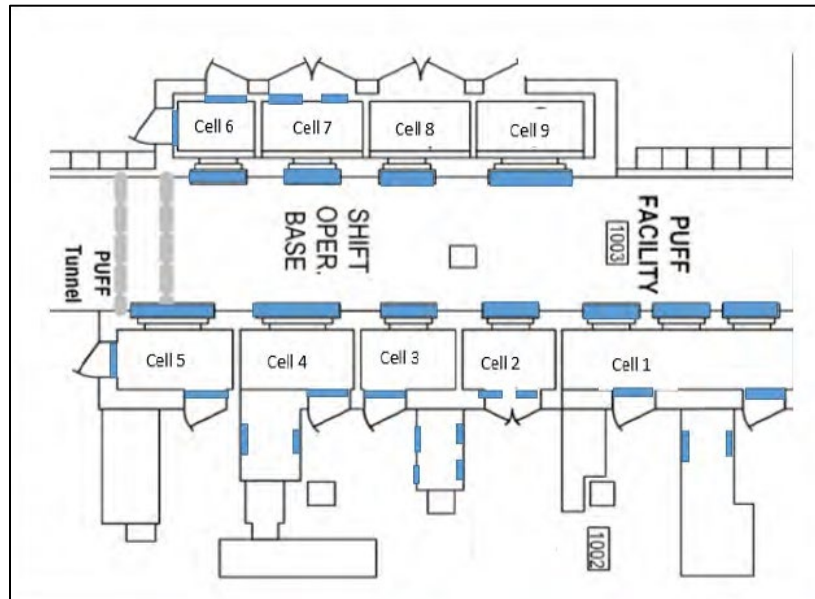 Cell 6
Cell 7
Cell 8
Cell 9
SHIFT
OPER.
BASE
PUFF
FACILITY
1003
PUFF
Tunnel
Cell 5
Cell 4
Cell 3
Cell 2
Cell 1
1002